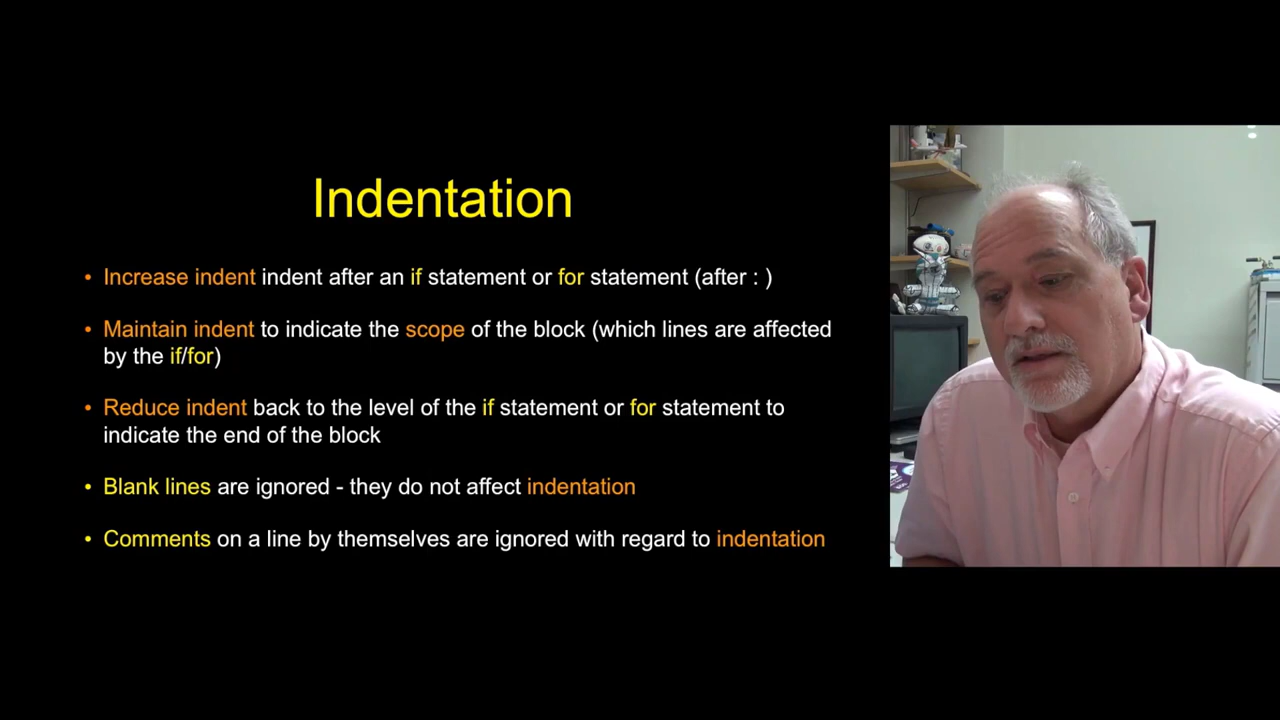 Indentation
• Increase indent indent after an if statement or for statement (after : )
• Maintain indent to indicate the scope of the block (which lines are affected
by the if/for)
• Reduce indent back to the level of the if statement or for statement to
indicate the end of the block
• Blank lines are ignored - they do not affect indentation
• Comments on a line by themselves are ignored with regard to indentation